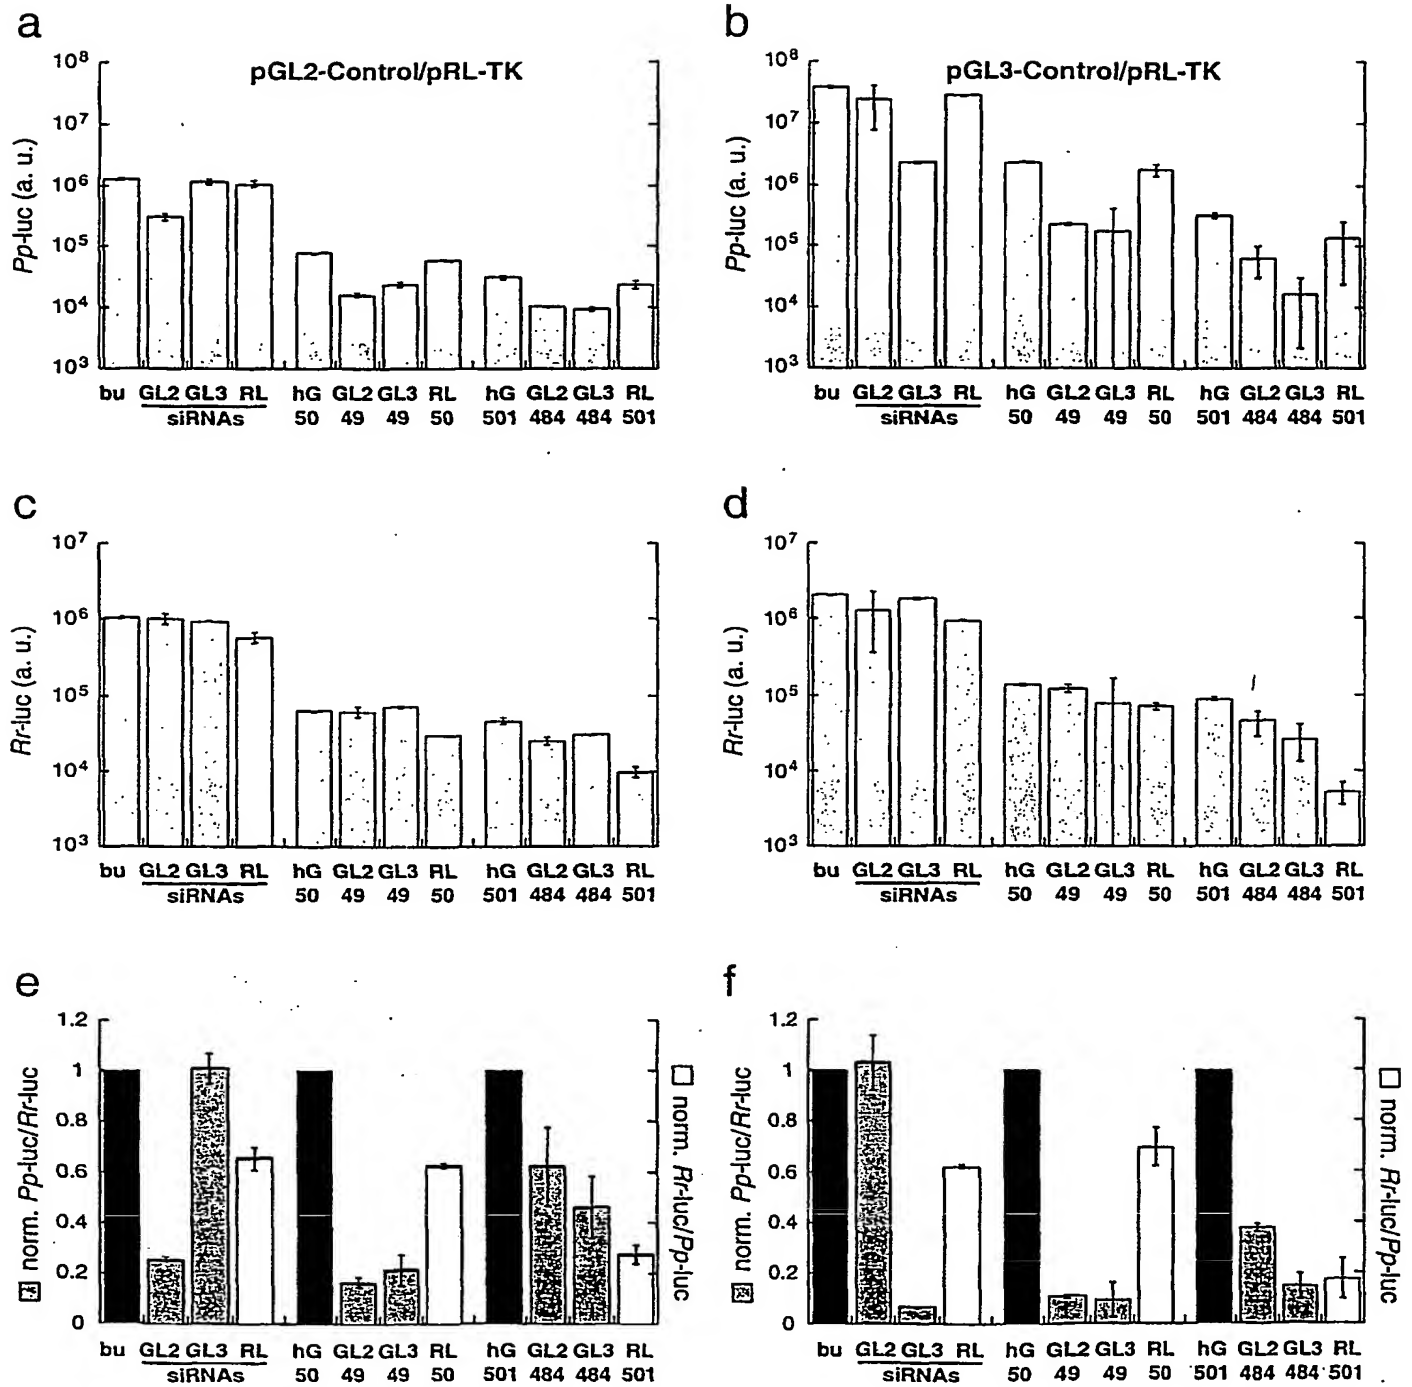 a
pGL2-Control/pRL-TK
10⁸
10⁷
10⁶
10⁵
10⁴
10³
Pp-luc (a. u.)
bu GL2 GL3 RL hG GL2 GL3 RL hG GL2 GL3 RL
siRNAs 50 49 49 50 501 484 484 501
b
pGL3-Control/pRL-TK
10⁸
10⁷
10⁶
10⁵
10⁴
10³
Pp-luc (a. u.)
bu GL2 GL3 RL hG GL2 GL3 RL hG GL2 GL3 RL
siRNAs 50 49 49 50 501 484 484 501
c
10⁷
10⁶
10⁵
10⁴
10³
Rr-luc (a. u.)
bu GL2 GL3 RL hG GL2 GL3 RL hG GL2 GL3 RL
siRNAs 50 49 49 50 501 484 484 501
d
10⁷
10⁶
10⁵
10⁴
10³
Rr-luc (a. u.)
bu GL2 GL3 RL hG GL2 GL3 RL hG GL2 GL3 RL
siRNAs 50 49 49 50 501 484 484 501
e
1.2
1
0.8
0.6
0.4
0.2
0
norm. Pp-luc/Rr-luc
norm. Rr-luc/Pp-luc
bu GL2 GL3 RL hG GL2 GL3 RL hG GL2 GL3 RL
siRNAs 50 49 49 50 501 484 484 501
f
1.2
1
0.8
0.6
0.4
0.2
0
norm. Pp-luc/Rr-luc
norm. Rr-luc/Pp-luc
bu GL2 GL3 RL hG GL2 GL3 RL hG GL2 GL3 RL
siRNAs 50 49 49 50 501 484 484 501